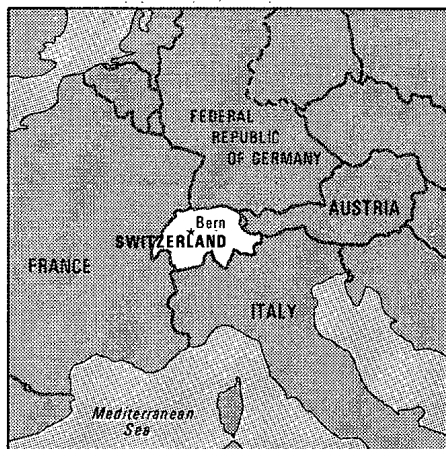 FEDERAL
REPUBLIC
OF GERMANY
AUSTRIA
Bern
SWITZERLAND
FRANCE
ITALY
Mediterranean
Sea